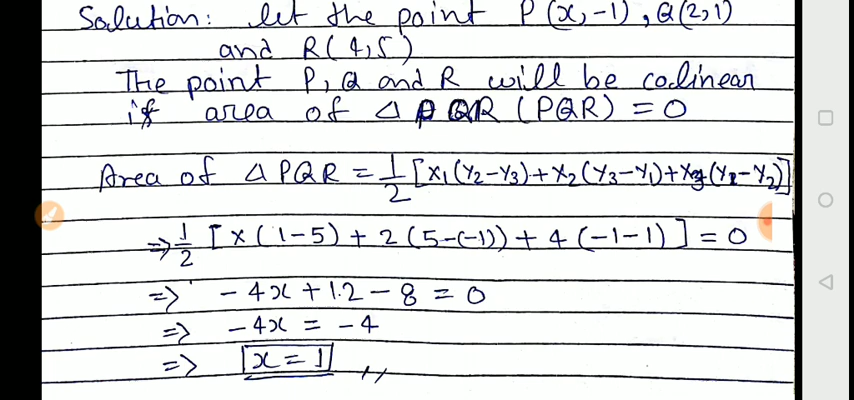 Solution: let the point P(x,-1), Q(2,1)
and R(4,5)
The point P, Q and R will be colinear
if area of △ PQR (PQR) = 0
Area of △ PQR = 1/2 [x₁(y₂-y₃)+x₂(y₃-y₁)+x₃(y₁-y₂)]
=> 1/2 [x(1-5)+2(5-(-1))+4(-1-1)] = 0
=> -4x + 12 - 8 = 0
=> -4x = -4
=> x = 1 //